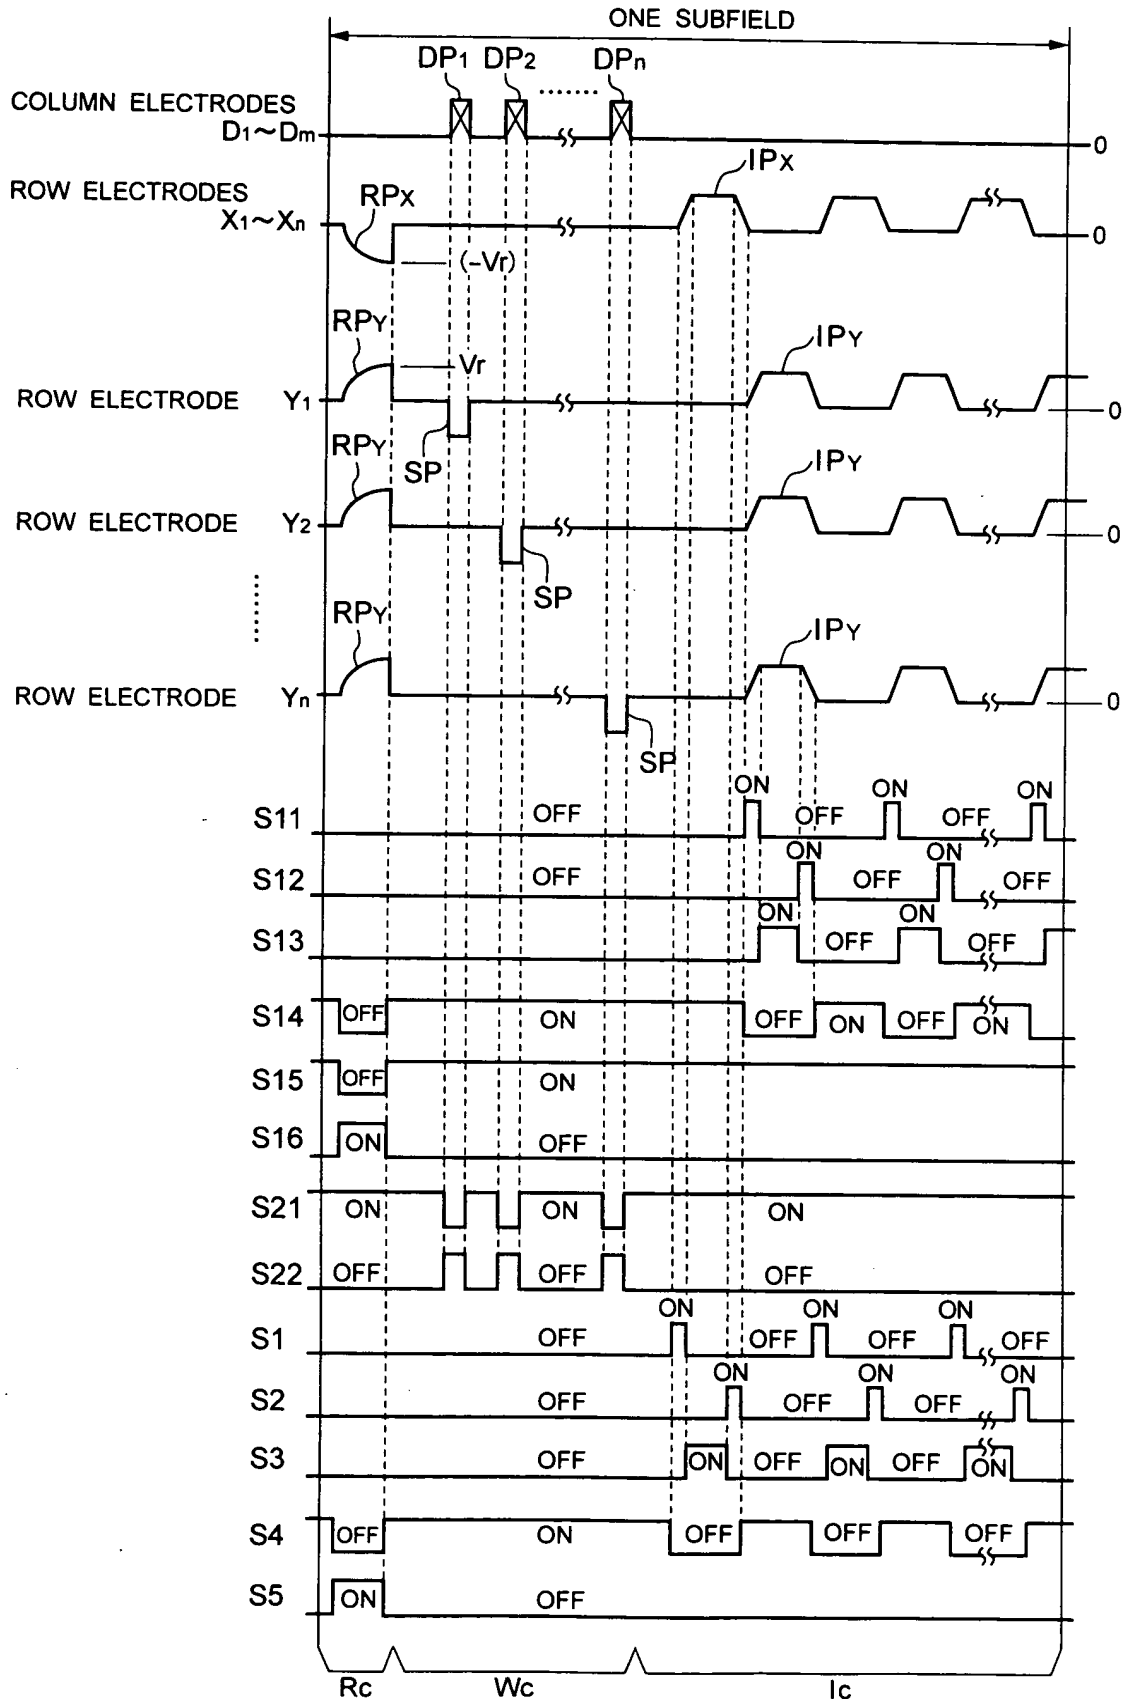 ONE SUBFIELD
DP1 DP2 ........ DPn
COLUMN ELECTRODES
D1~Dm 0
IPX
ROW ELECTRODES RPX
X1~Xn 0
(-Vr)
RPY IPY
Vr
ROW ELECTRODE Y1 0
SP
RPY IPY
ROW ELECTRODE Y2 0
SP
RPY IPY
ROW ELECTRODE Yn 0
SP
ON ON ON
S11 OFF OFF OFF
ON ON
S12 OFF OFF OFF
ON ON
S13 OFF OFF
S14 OFF ON OFF ON OFF ON
S15 OFF ON
S16 ON OFF
S21 ON ON ON
S22 OFF OFF OFF
ON ON ON
S1 OFF OFF OFF OFF
ON ON ON
S2 OFF OFF OFF
S3 OFF ON OFF ON OFF ON
S4 OFF ON OFF OFF OFF
S5 ON OFF
Rc Wc Ic